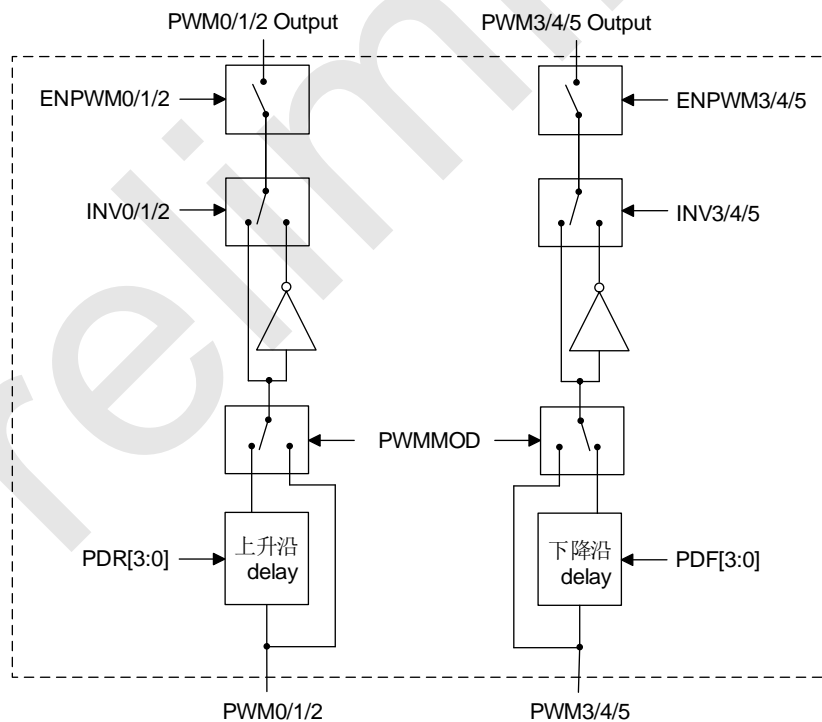 PWM0/1/2 Output
PWM3/4/5 Output
ENPWM0/1/2
ENPWM3/4/5
INV0/1/2
INV3/4/5
PWMMOD
PDR[3:0]
上升沿
delay
下降沿
delay
PDF[3:0]
PWM0/1/2
PWM3/4/5
relimi